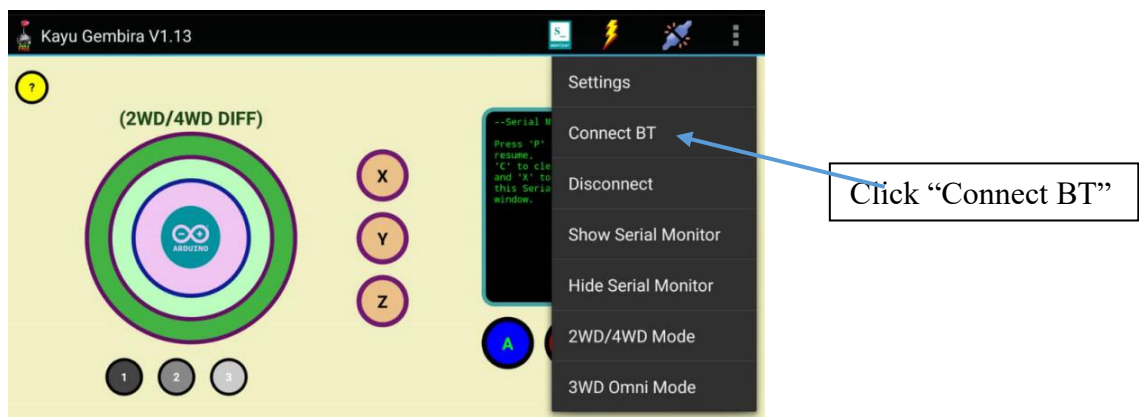 Kayu Gembira V1.13
S_
monitor
?
(2WD/4WD DIFF)
ARDUINO
X
Y
Z
1
2
3
--Serial M
Press 'P'
resume,
'C' to cle
and 'X' to
this Seria
window.
A
Settings
Connect BT
Disconnect
Show Serial Monitor
Hide Serial Monitor
2WD/4WD Mode
3WD Omni Mode
Click “Connect BT”